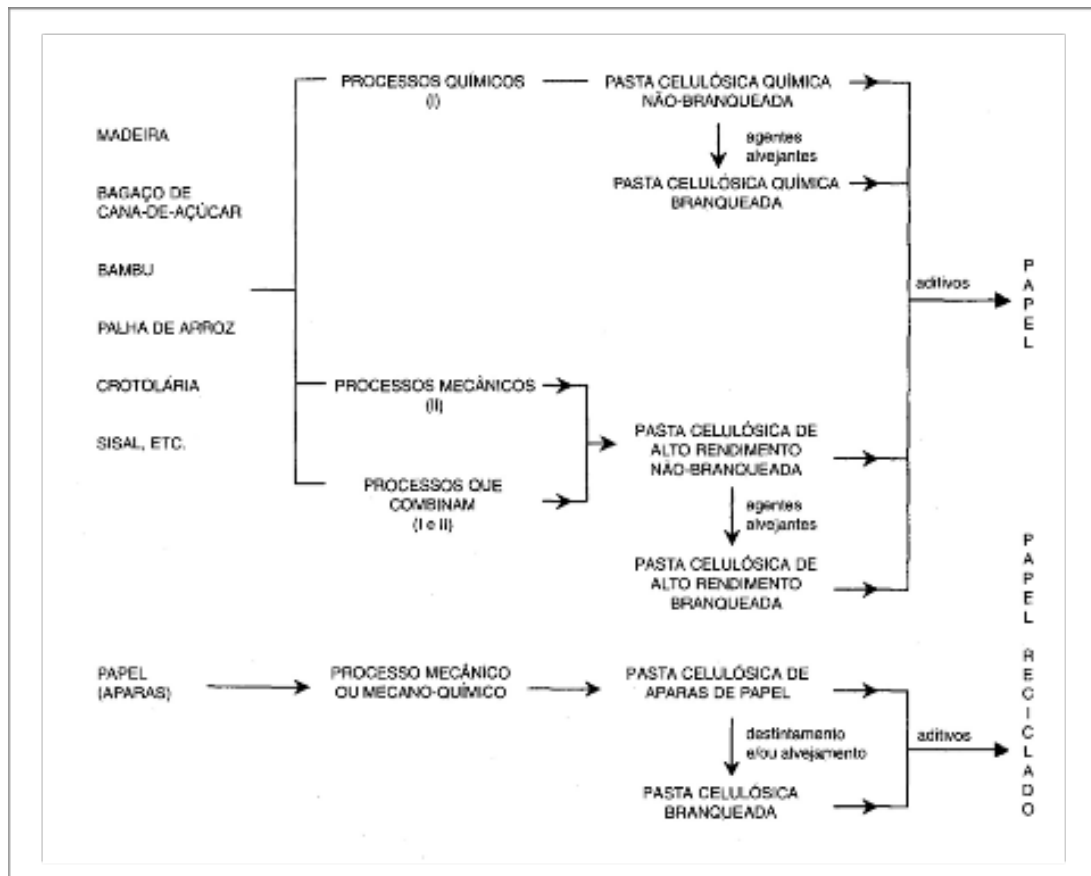 PROCESSOS QUÍMICOS
(I)
PASTA CELULÓSICA QUÍMICA
NÃO-BRANQUEADA
MADEIRA
agentes
alvejantes
BAGAÇO DE
CANA-DE-AÇÚCAR
PASTA CELULÓSICA QUÍMICA
BRANQUEADA
BAMBU
aditivos
PAPEL
PALHA DE ARROZ
CROTOLÁRIA
PROCESSOS MECÂNICOS
(II)
SISAL, ETC.
PASTA CELULÓSICA DE
ALTO RENDIMENTO
NÃO-BRANQUEADA
PROCESSOS QUE
COMBINAM
(I e II)
agentes
alvejantes
PASTA CELULÓSICA DE
ALTO RENDIMENTO
BRANQUEADA
PAPEL
(APARAS)
PROCESSO MECÂNICO
OU MECANO-QUÍMICO
PASTA CELULÓSICA DE
APARAS DE PAPEL
destintamento
e/ou alvejamento
aditivos
PASTA CELULÓSICA
BRANQUEADA
PAPEL RECICLADO